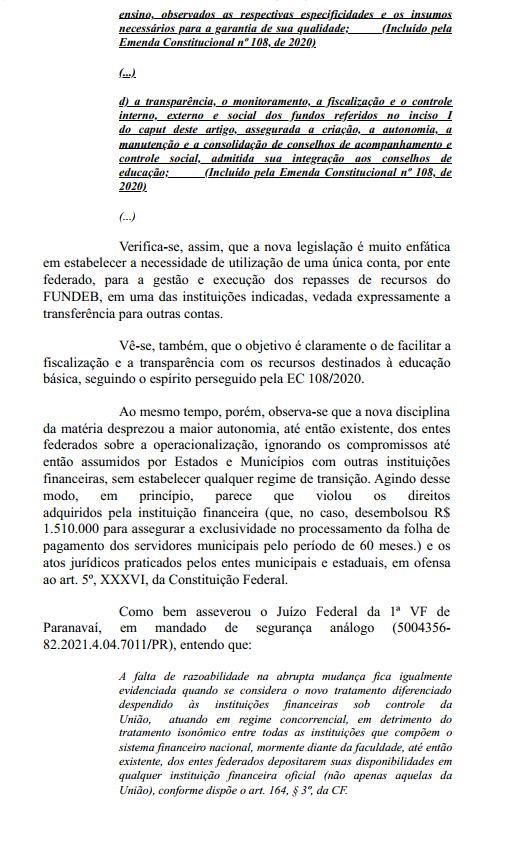 ensino, observados as respectivas especificidades e os insumos
necessários para a garantia de sua qualidade; (Incluído pela
Emenda Constitucional nº 108, de 2020)
(...)
d) a transparência, o monitoramento, a fiscalização e o controle
interno, externo e social dos fundos referidos no inciso I
do caput deste artigo, assegurada a criação, a autonomia, a
manutenção e a consolidação de conselhos de acompanhamento e
controle social, admitida sua integração aos conselhos de
educação; (Incluído pela Emenda Constitucional nº 108, de
2020)
(...)
Verifica-se, assim, que a nova legislação é muito enfática
em estabelecer a necessidade de utilização de uma única conta, por ente
federado, para a gestão e execução dos repasses de recursos do
FUNDEB, em uma das instituições indicadas, vedada expressamente a
transferência para outras contas.
Vê-se, também, que o objetivo é claramente o de facilitar a
fiscalização e a transparência com os recursos destinados à educação
básica, seguindo o espírito perseguido pela EC 108/2020.
Ao mesmo tempo, porém, observa-se que a nova disciplina
da matéria desprezou a maior autonomia, até então existente, dos entes
federados sobre a operacionalização, ignorando os compromissos até
então assumidos por Estados e Municípios com outras instituições
financeiras, sem estabelecer qualquer regime de transição. Agindo desse
modo, em princípio, parece que violou os direitos
adquiridos pela instituição financeira (que, no caso, desembolsou R$
1.510.000 para assegurar a exclusividade no processamento da folha de
pagamento dos servidores municipais pelo período de 60 meses.) e os
atos jurídicos praticados pelos entes municipais e estaduais, em ofensa
ao art. 5º, XXXVI, da Constituição Federal.
Como bem asseverou o Juízo Federal da 1ª VF de
Paranavaí, em mandado de segurança análogo (5004356-
82.2021.4.04.7011/PR), entendo que:
A falta de razoabilidade na abrupta mudança fica igualmente
evidenciada quando se considera o novo tratamento diferenciado
despendido às instituições financeiras sob controle da
União, atuando em regime concorrencial, em detrimento do
tratamento isonômico entre todas as instituições que compõem o
sistema financeiro nacional, mormente diante da faculdade, até então
existente, dos entes federados depositarem suas disponibilidades em
qualquer instituição financeira oficial (não apenas aquelas da
União), conforme dispõe o art. 164, § 3º, da CF.